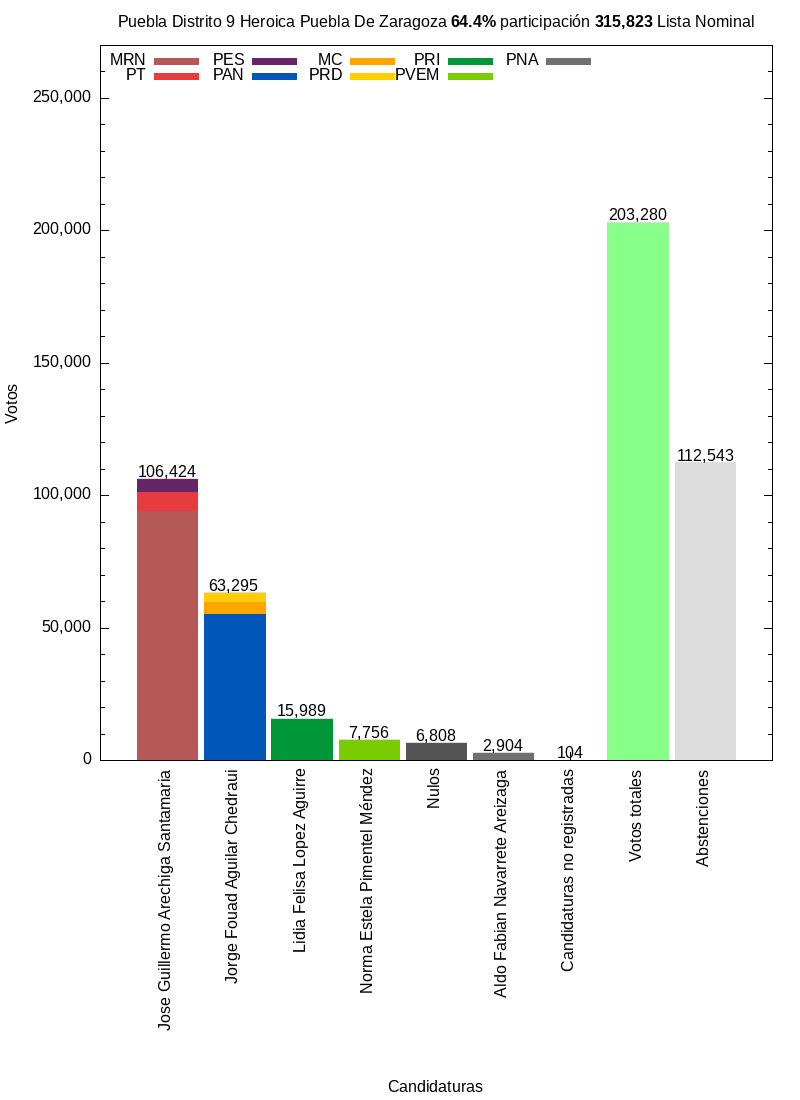 Puebla Distrito 9 Heroica Puebla De Zaragoza 64.4% participación 315,823 Lista Nominal
MRN PES MC PRI PNA
PT PAN PRD PVEM
250,000
200,000
150,000
100,000
50,000
0
Votos
106,424
63,295
15,989
7,756
6,808
2,904
104
203,280
112,543
Jose Guillermo Arechiga Santamaria
Jorge Fouad Aguilar Chedraui
Lidia Felisa Lopez Aguirre
Norma Estela Pimentel Méndez
Nulos
Aldo Fabian Navarrete Areizaga
Candidaturas no registradas
Votos totales
Abstenciones
Candidaturas